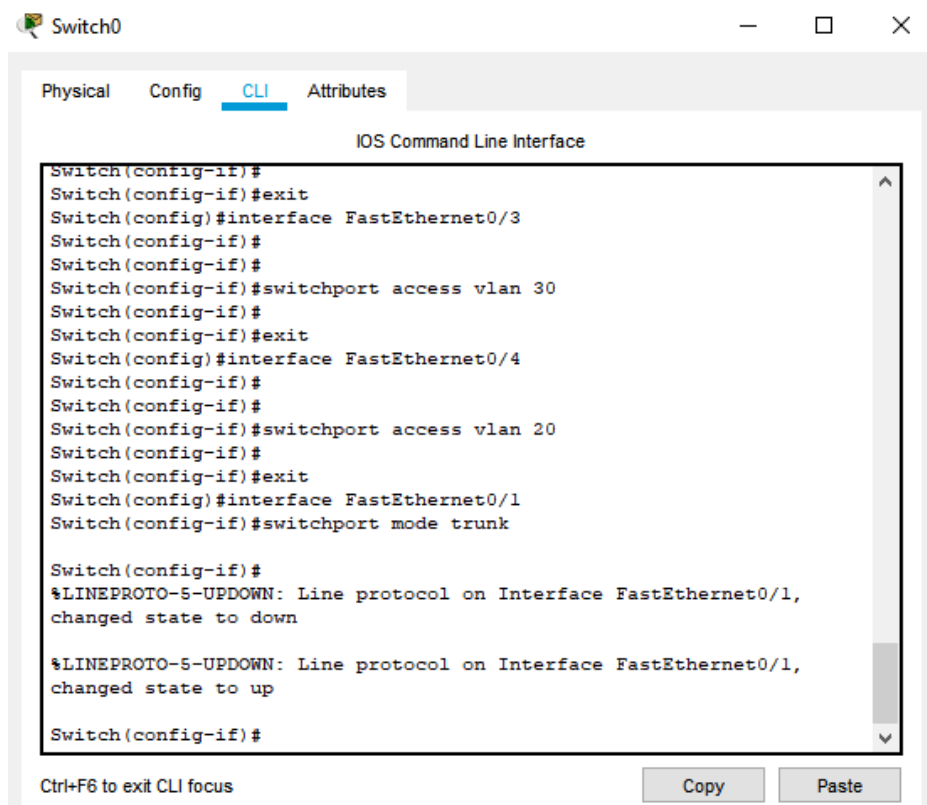 Switch0
Physical Config CLI Attributes
IOS Command Line Interface
Switch(config-if)#
Switch(config-if)#exit
Switch(config)#interface FastEthernet0/3
Switch(config-if)#
Switch(config-if)#
Switch(config-if)#switchport access vlan 30
Switch(config-if)#
Switch(config-if)#exit
Switch(config)#interface FastEthernet0/4
Switch(config-if)#
Switch(config-if)#
Switch(config-if)#switchport access vlan 20
Switch(config-if)#
Switch(config-if)#exit
Switch(config)#interface FastEthernet0/1
Switch(config-if)#switchport mode trunk
Switch(config-if)#
%LINEPROTO-5-UPDOWN: Line protocol on Interface FastEthernet0/1,
changed state to down
%LINEPROTO-5-UPDOWN: Line protocol on Interface FastEthernet0/1,
changed state to up
Switch(config-if)#
Ctrl+F6 to exit CLI focus
Copy Paste